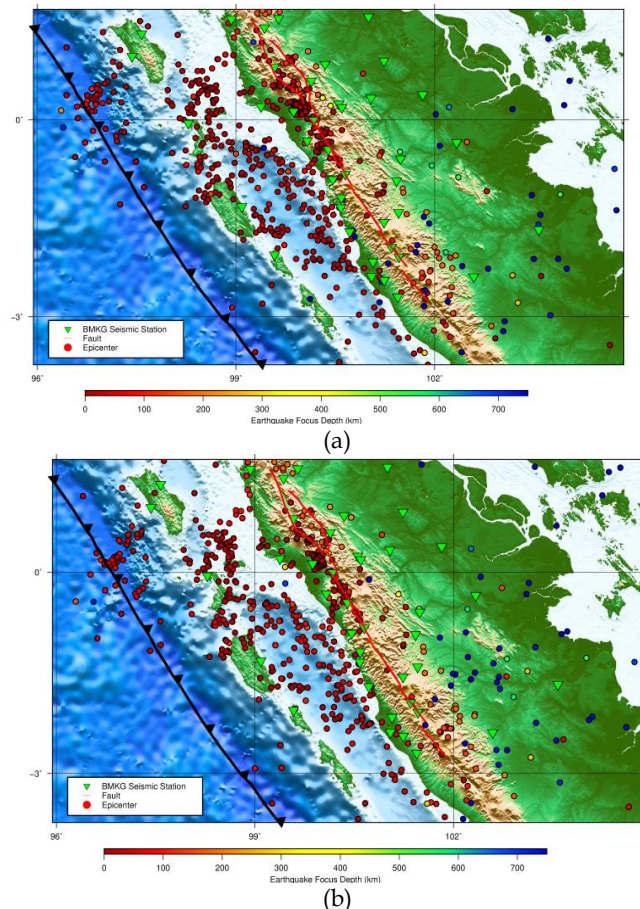 0°
−3°
BMKG Seismic Station
Fault
Epicenter
96° 99° 102°
0 100 200 300 400 500 600 700
Earthquake Focus Depth (km)
(a)
0°
−3°
BMKG Seismic Station
Fault
Epicenter
96° 99° 102°
0 100 200 300 400 500 600 700
Earthquake Focus Depth (km)
(b)